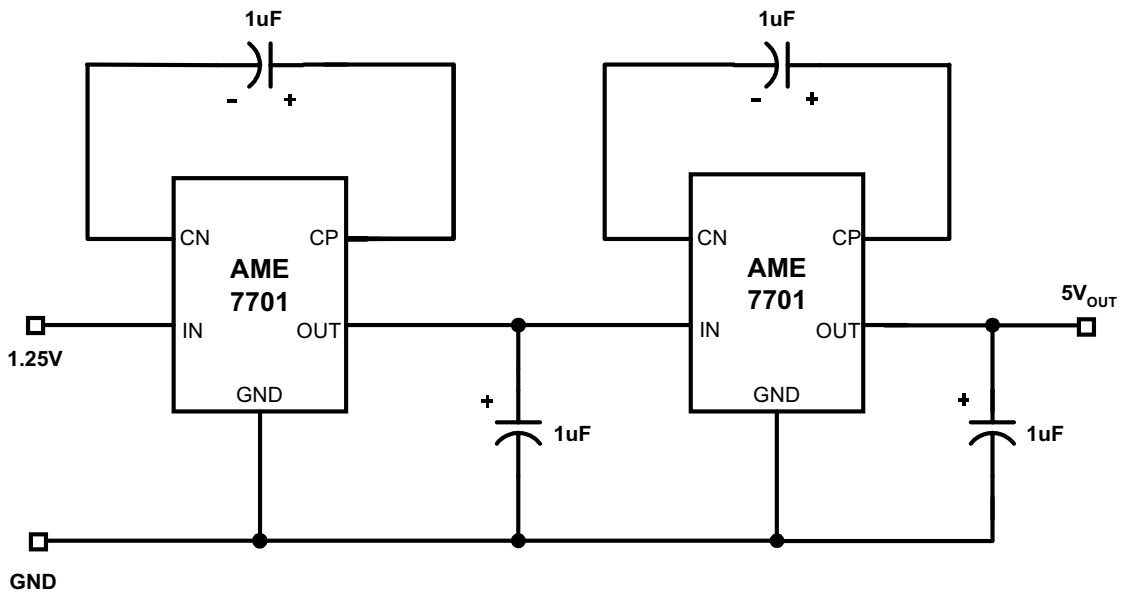 1uF
1uF
- +
- +
CN CP
AME
7701
IN OUT
GND
CN CP
AME
7701
IN OUT
GND
1.25V
5VOUT
+
1uF
+
1uF
GND